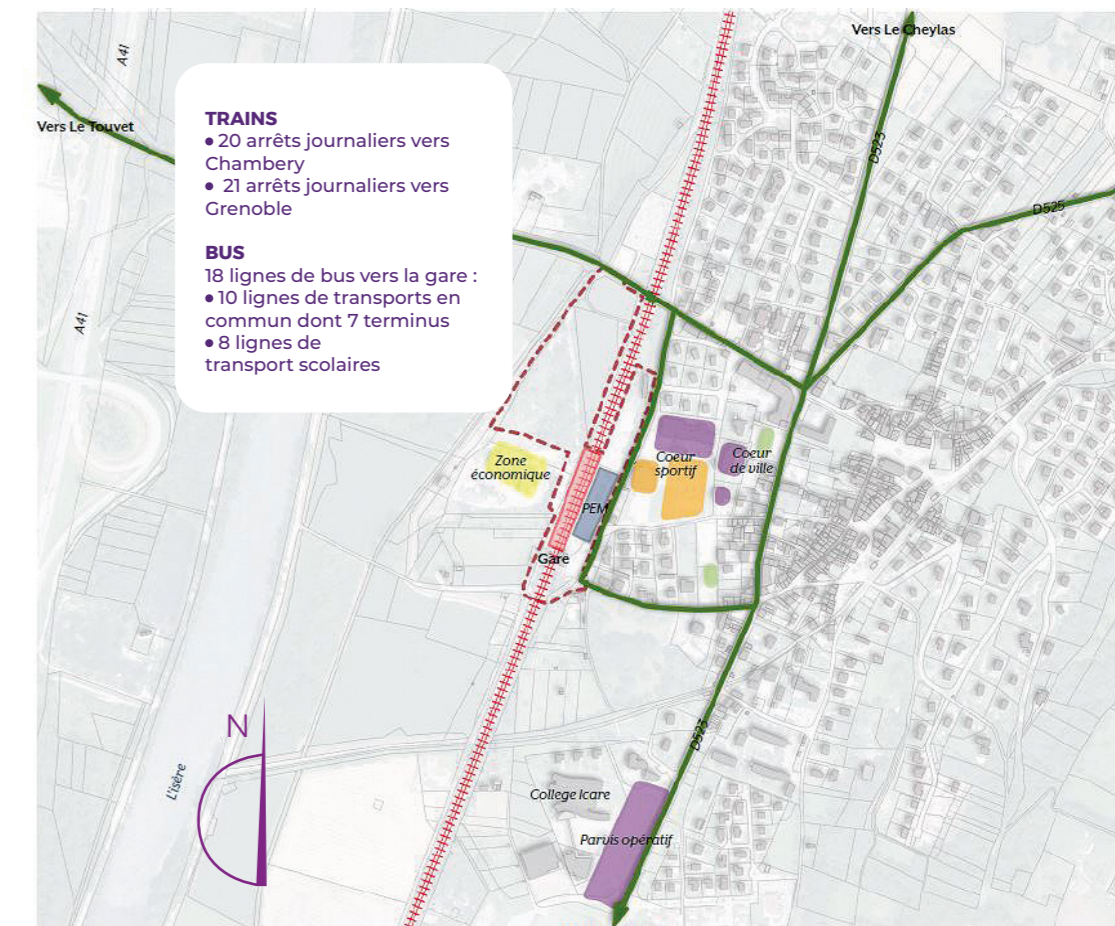 Vers Le Cheylas
A41
Vers Le Touvet
TRAINS
• 20 arrêts journaliers vers
Chambery
• 21 arrêts journaliers vers
Grenoble
BUS
18 lignes de bus vers la gare :
• 10 lignes de transports en
commun dont 7 terminus
• 8 lignes de
transport scolaires
D523
D525
A41
Zone
économique
Coeur
sportif
Coeur
de ville
PEM
Gare
N
D523
L'isère
College Icare
Parvis opératif